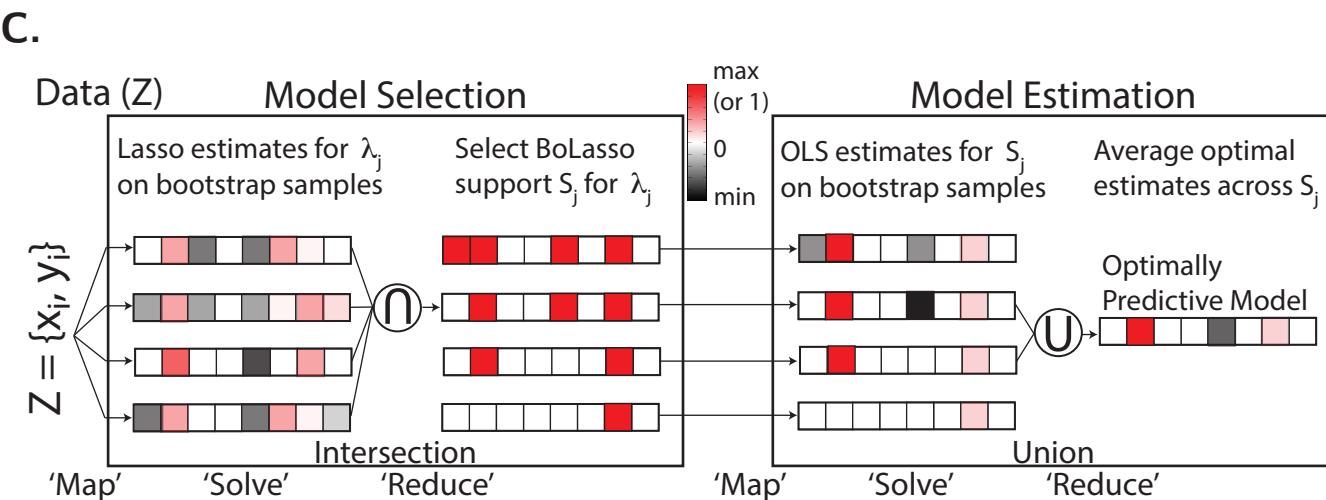 C.
Data (Z)
Model Selection
max
(or 1)
0
min
Model Estimation
Lasso estimates for λj
on bootstrap samples
Select BoLasso
support Sj for λj
OLS estimates for Sj
on bootstrap samples
Average optimal
estimates across Sj
Z = {xi, yi}
∩
∪
Optimally
Predictive Model
Intersection
Union
'Map'
'Solve'
'Reduce'
'Map'
'Solve'
'Reduce'